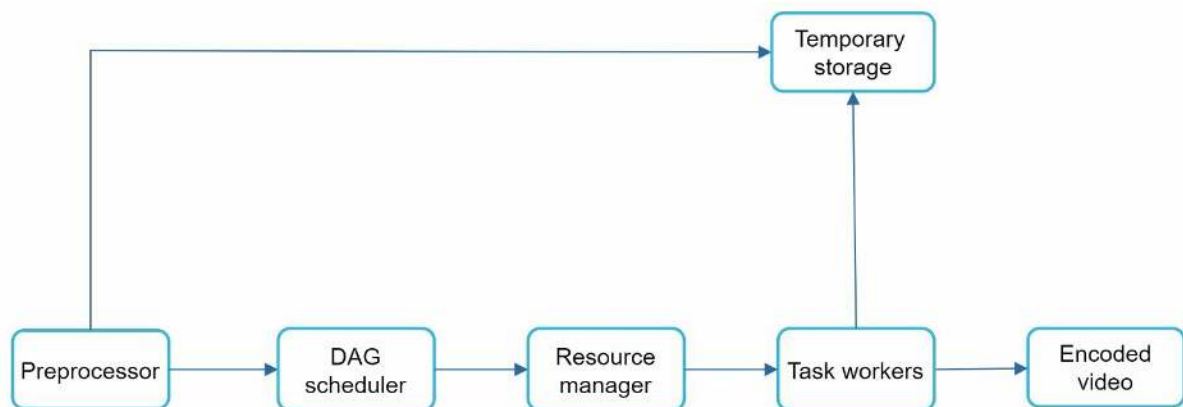 Temporary
storage
Preprocessor
DAG
scheduler
Resource
manager
Task workers
Encoded
video